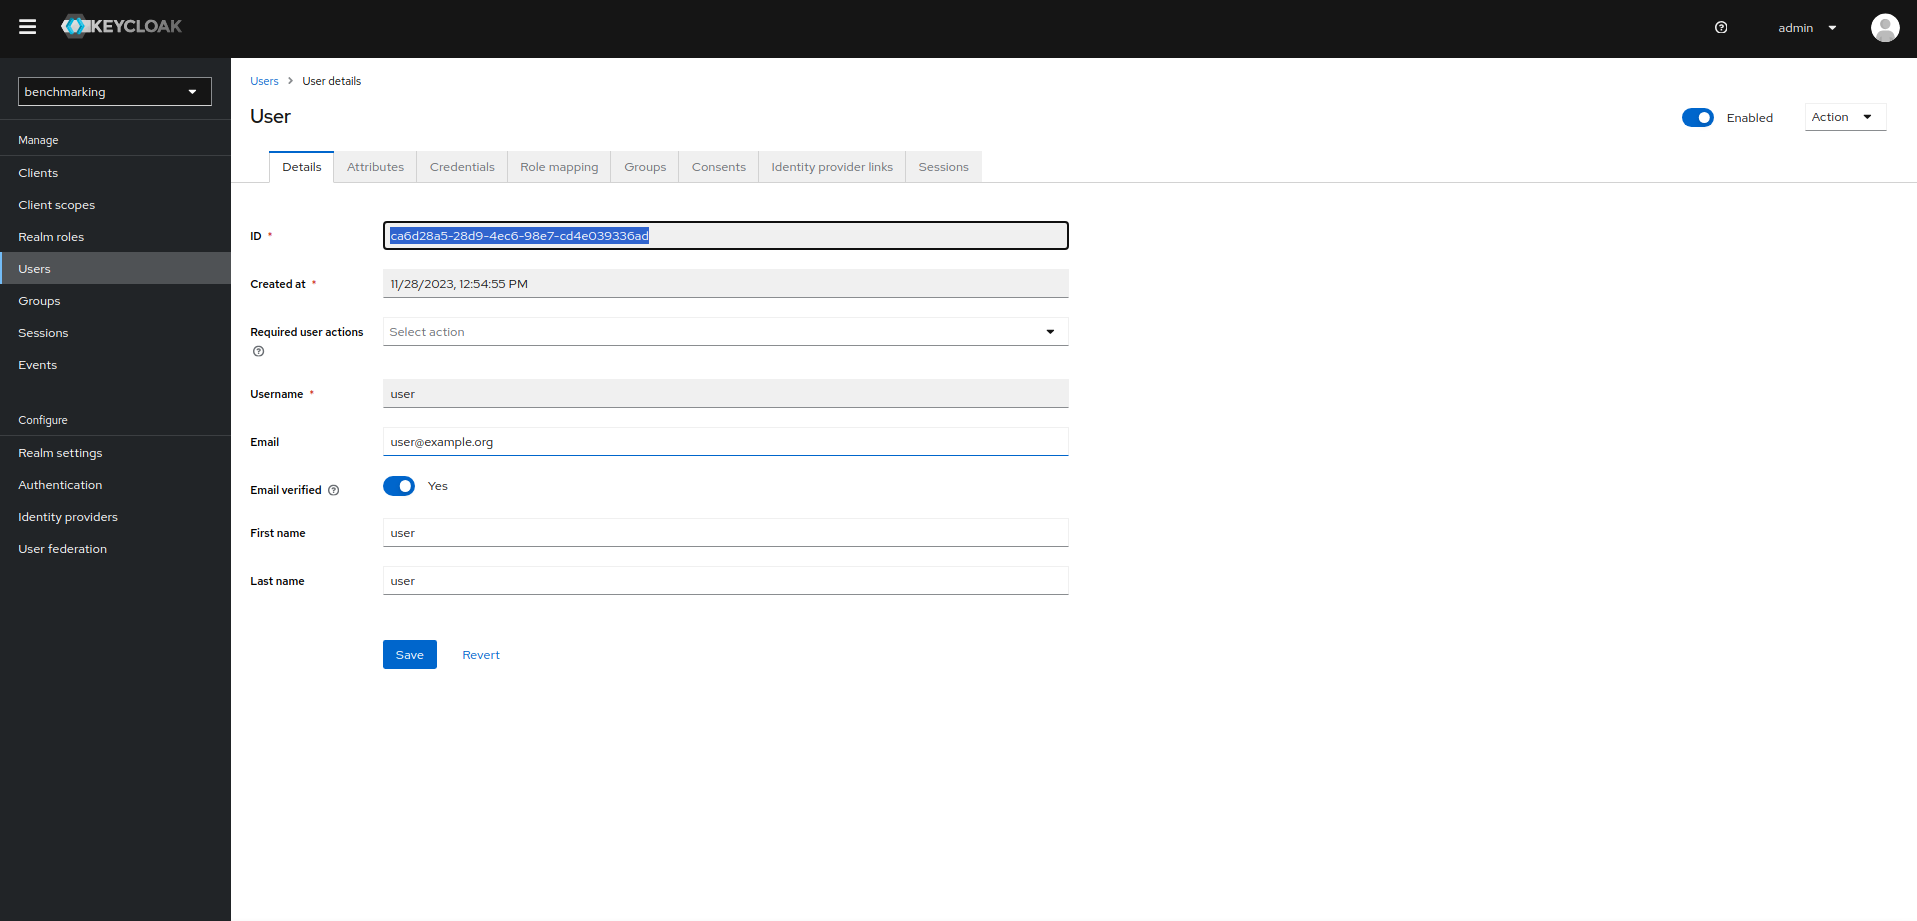 KEYCLOAK
admin
benchmarking
Manage
Clients
Client scopes
Realm roles
Users
Groups
Sessions
Events
Configure
Realm settings
Authentication
Identity providers
User federation
Users > User details
User
Enabled
Action
Details Attributes Credentials Role mapping Groups Consents Identity provider links Sessions
ID * ca6d28a5-28d9-4ec6-98e7-cd4e039336ad
Created at * 11/28/2023, 12:54:55 PM
Required user actions Select action
Username * user
Email user@example.org
Email verified Yes
First name user
Last name user
Save Revert